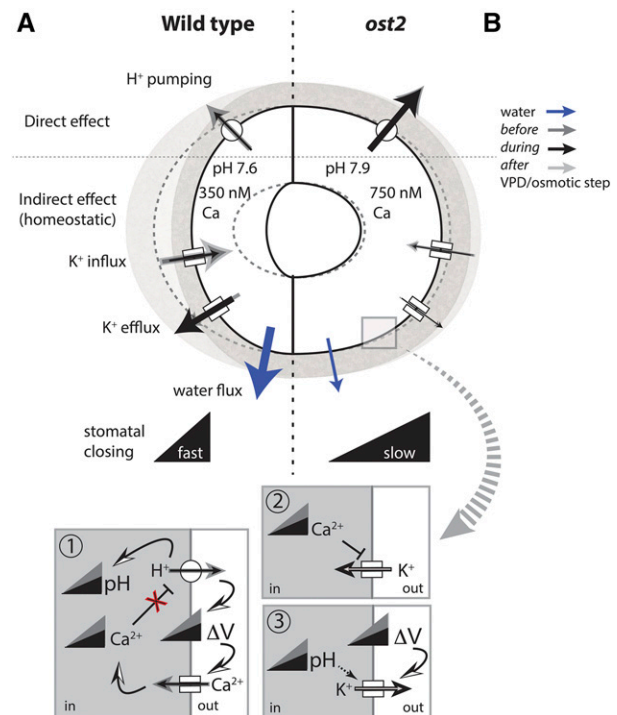 A Wild type ost2 B
H⁺ pumping
Direct effect
water
before
during
after
VPD/osmotic step
pH 7.6 pH 7.9
350 nM Ca
750 nM Ca
Indirect effect
(homeostatic)
K⁺ influx
K⁺ efflux
water flux
stomatal
closing
fast slow
①
H⁺
pH
Ca²⁺
ΔV
Ca²⁺
in out
②
Ca²⁺
K⁺
in out
③
ΔV
pH
K⁺
in out